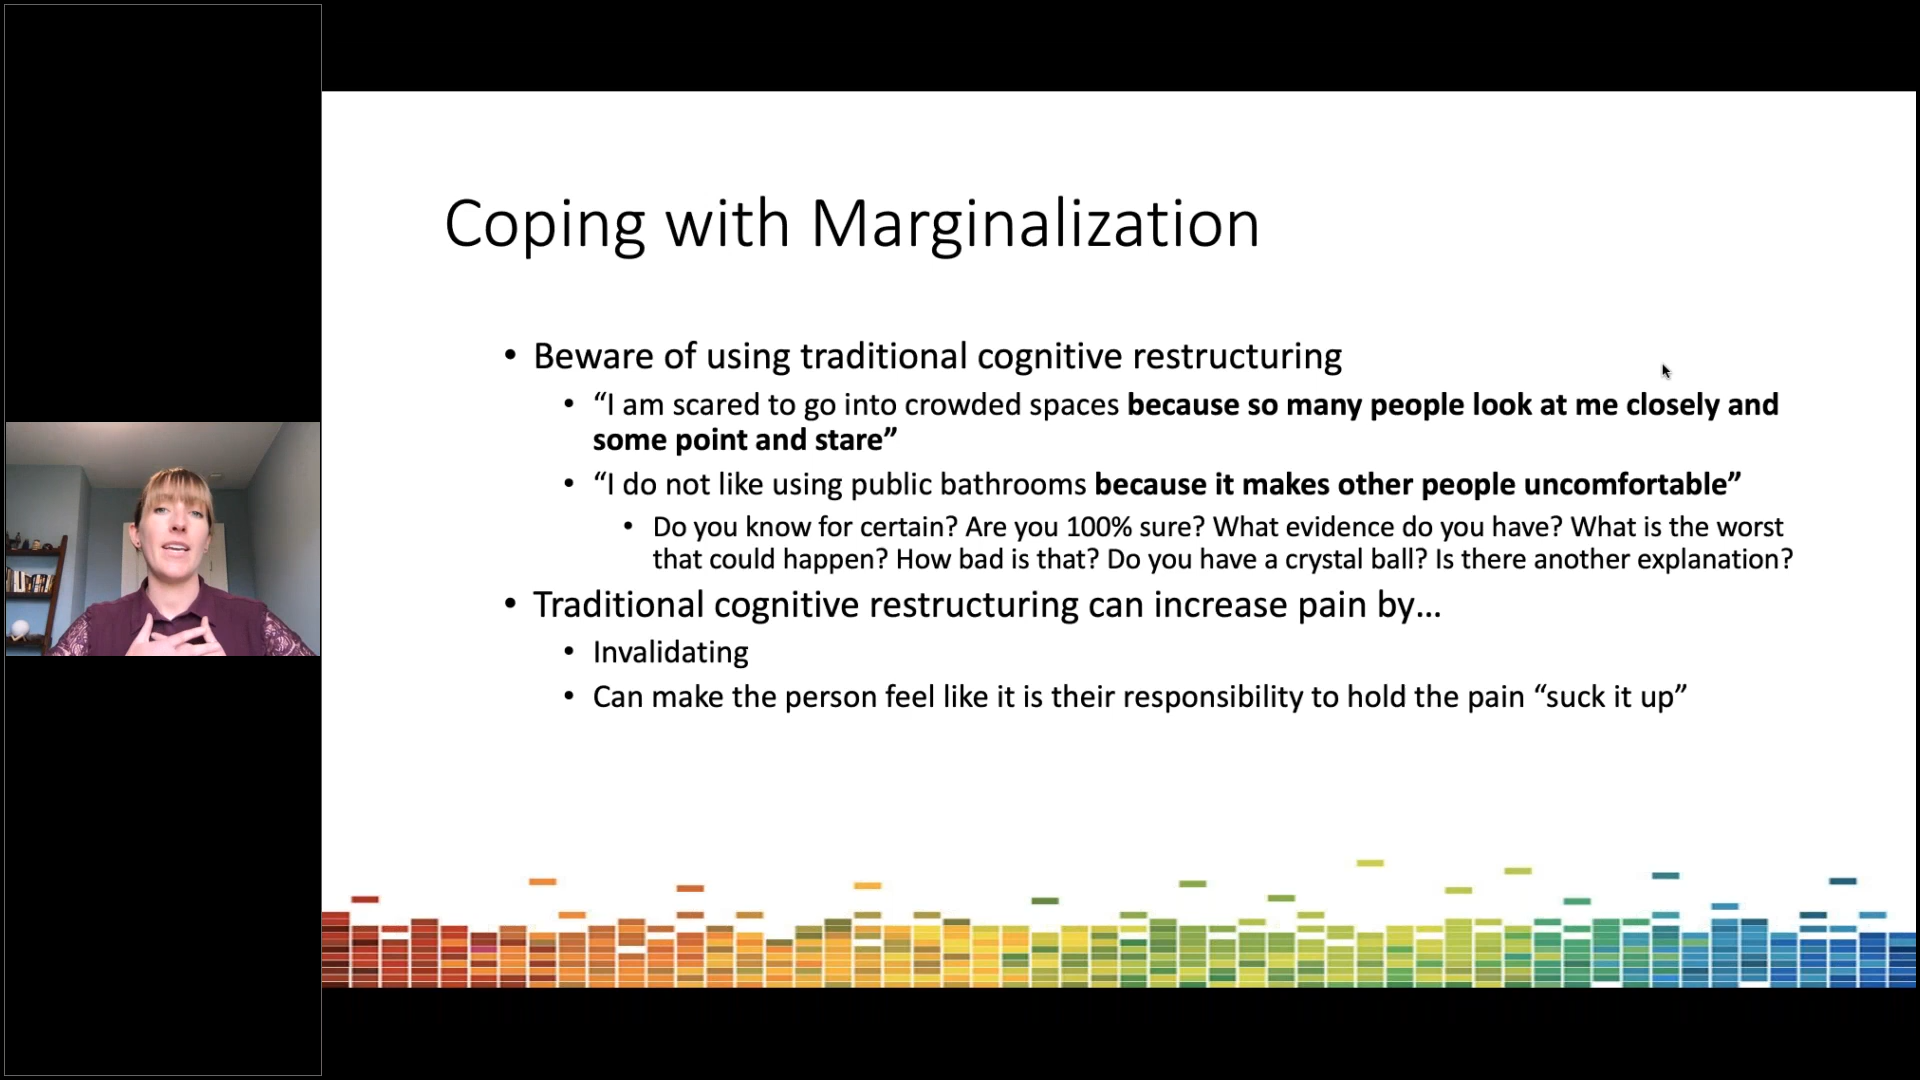 Coping with Marginalization
• Beware of using traditional cognitive restructuring
• “I am scared to go into crowded spaces because so many people look at me closely and
some point and stare”
• “I do not like using public bathrooms because it makes other people uncomfortable”
• Do you know for certain? Are you 100% sure? What evidence do you have? What is the worst
that could happen? How bad is that? Do you have a crystal ball? Is there another explanation?
• Traditional cognitive restructuring can increase pain by…
• Invalidating
• Can make the person feel like it is their responsibility to hold the pain “suck it up”